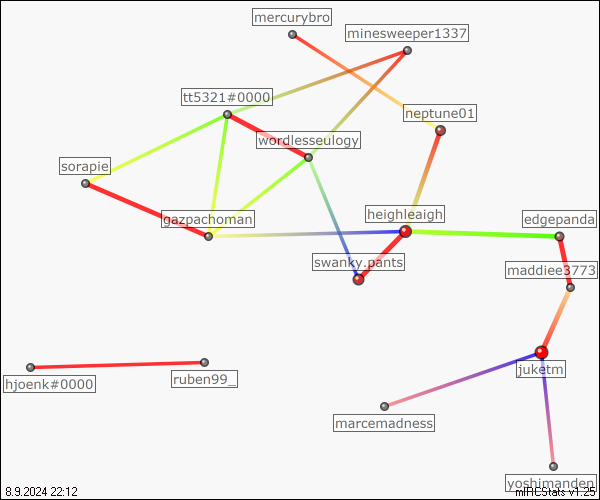 mercurybro
minesweeper1337
tt5321#0000
neptune01
wordlesseulogy
sorapie
gazpachoman
heighleaigh
edgepanda
swanky.pants
maddiee3773
juketm
ruben99_
hjoenk#0000
marcemadness
yoshimanden
8.9.2024 22:12
mIRCStats v1.25